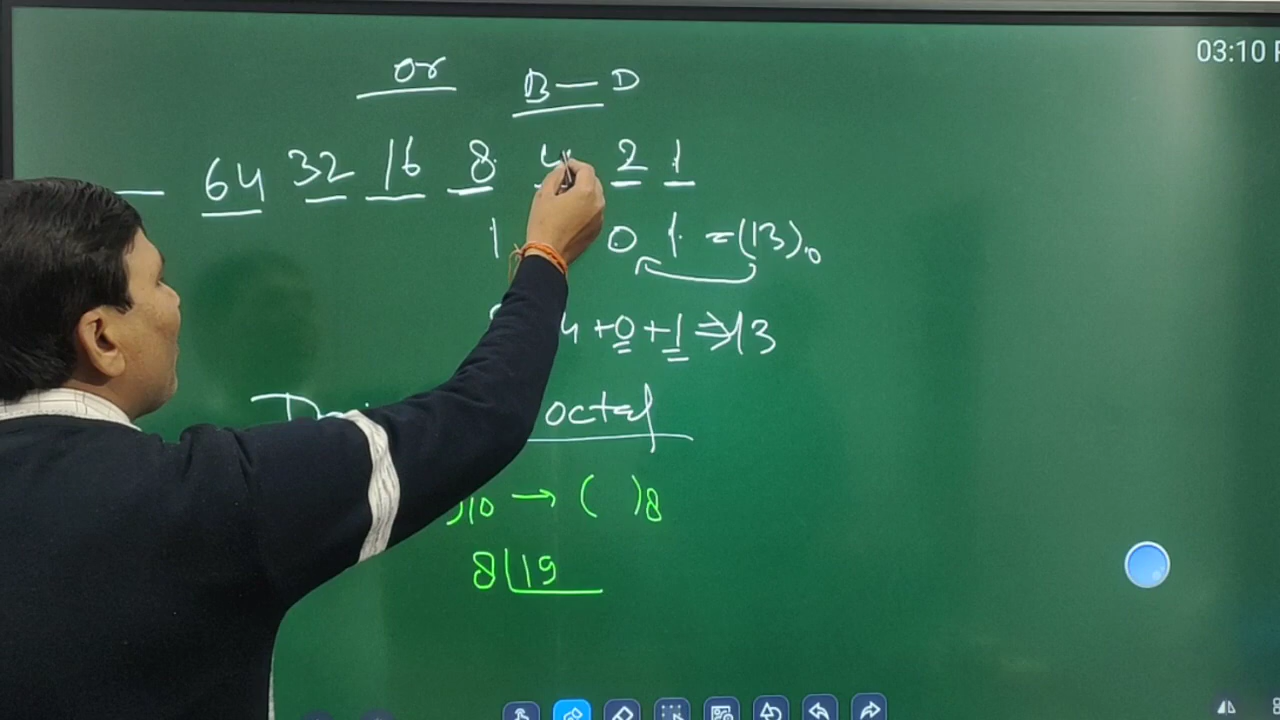 03:10
or
B — D
64 32 16 8 4 2 1
1 0 1 = (13)10
4 + 0 + 1 ⇒ 13
octal
)10 → ( )8
8 19